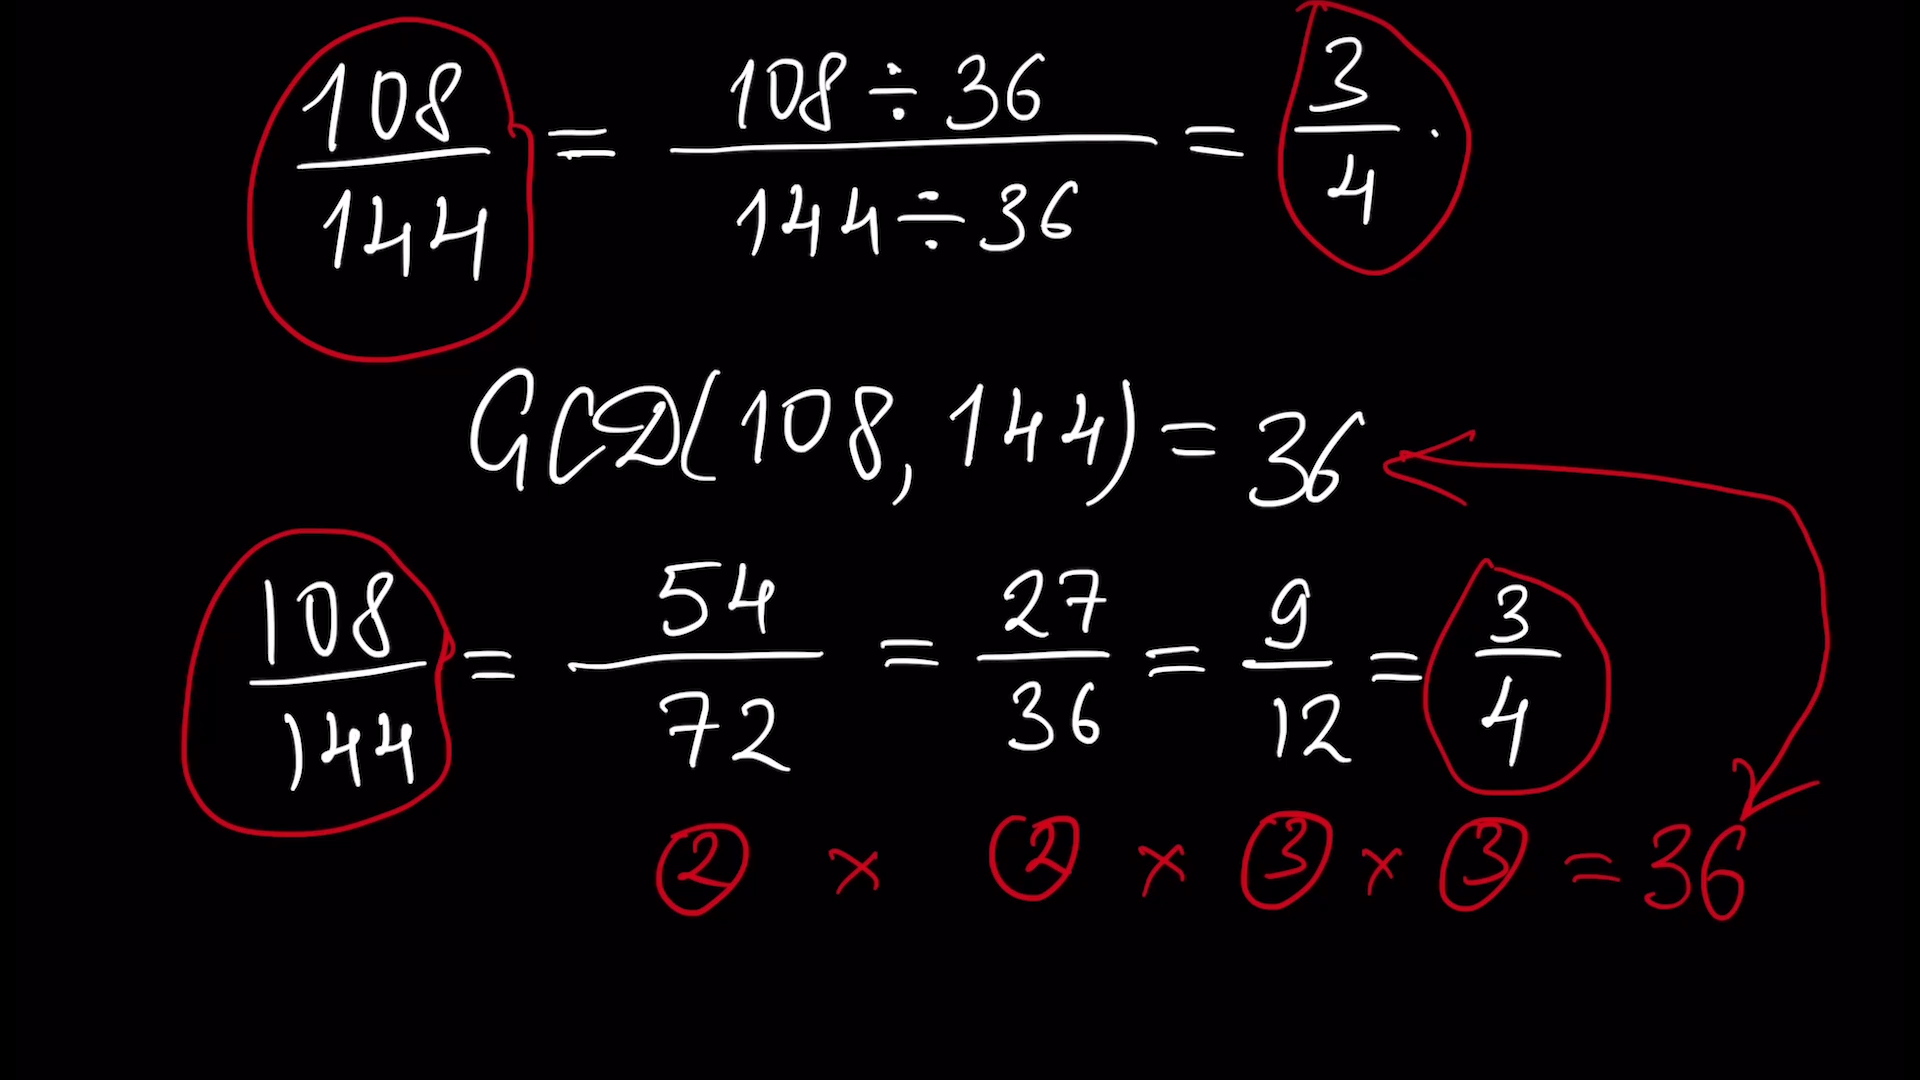 108/144 = 108 ÷ 36/144 ÷ 36 = 3/4.
GCD(108, 144) = 36
108/144 = 54/72 = 27/36 = 9/12 = 3/4
2 × 2 × 3 × 3 = 36